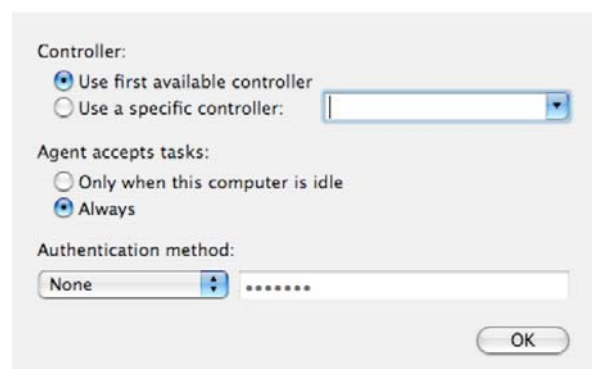 Controller:
Use first available controller
Use a specific controller:
Agent accepts tasks:
Only when this computer is idle
Always
Authentication method:
None •••••••
OK